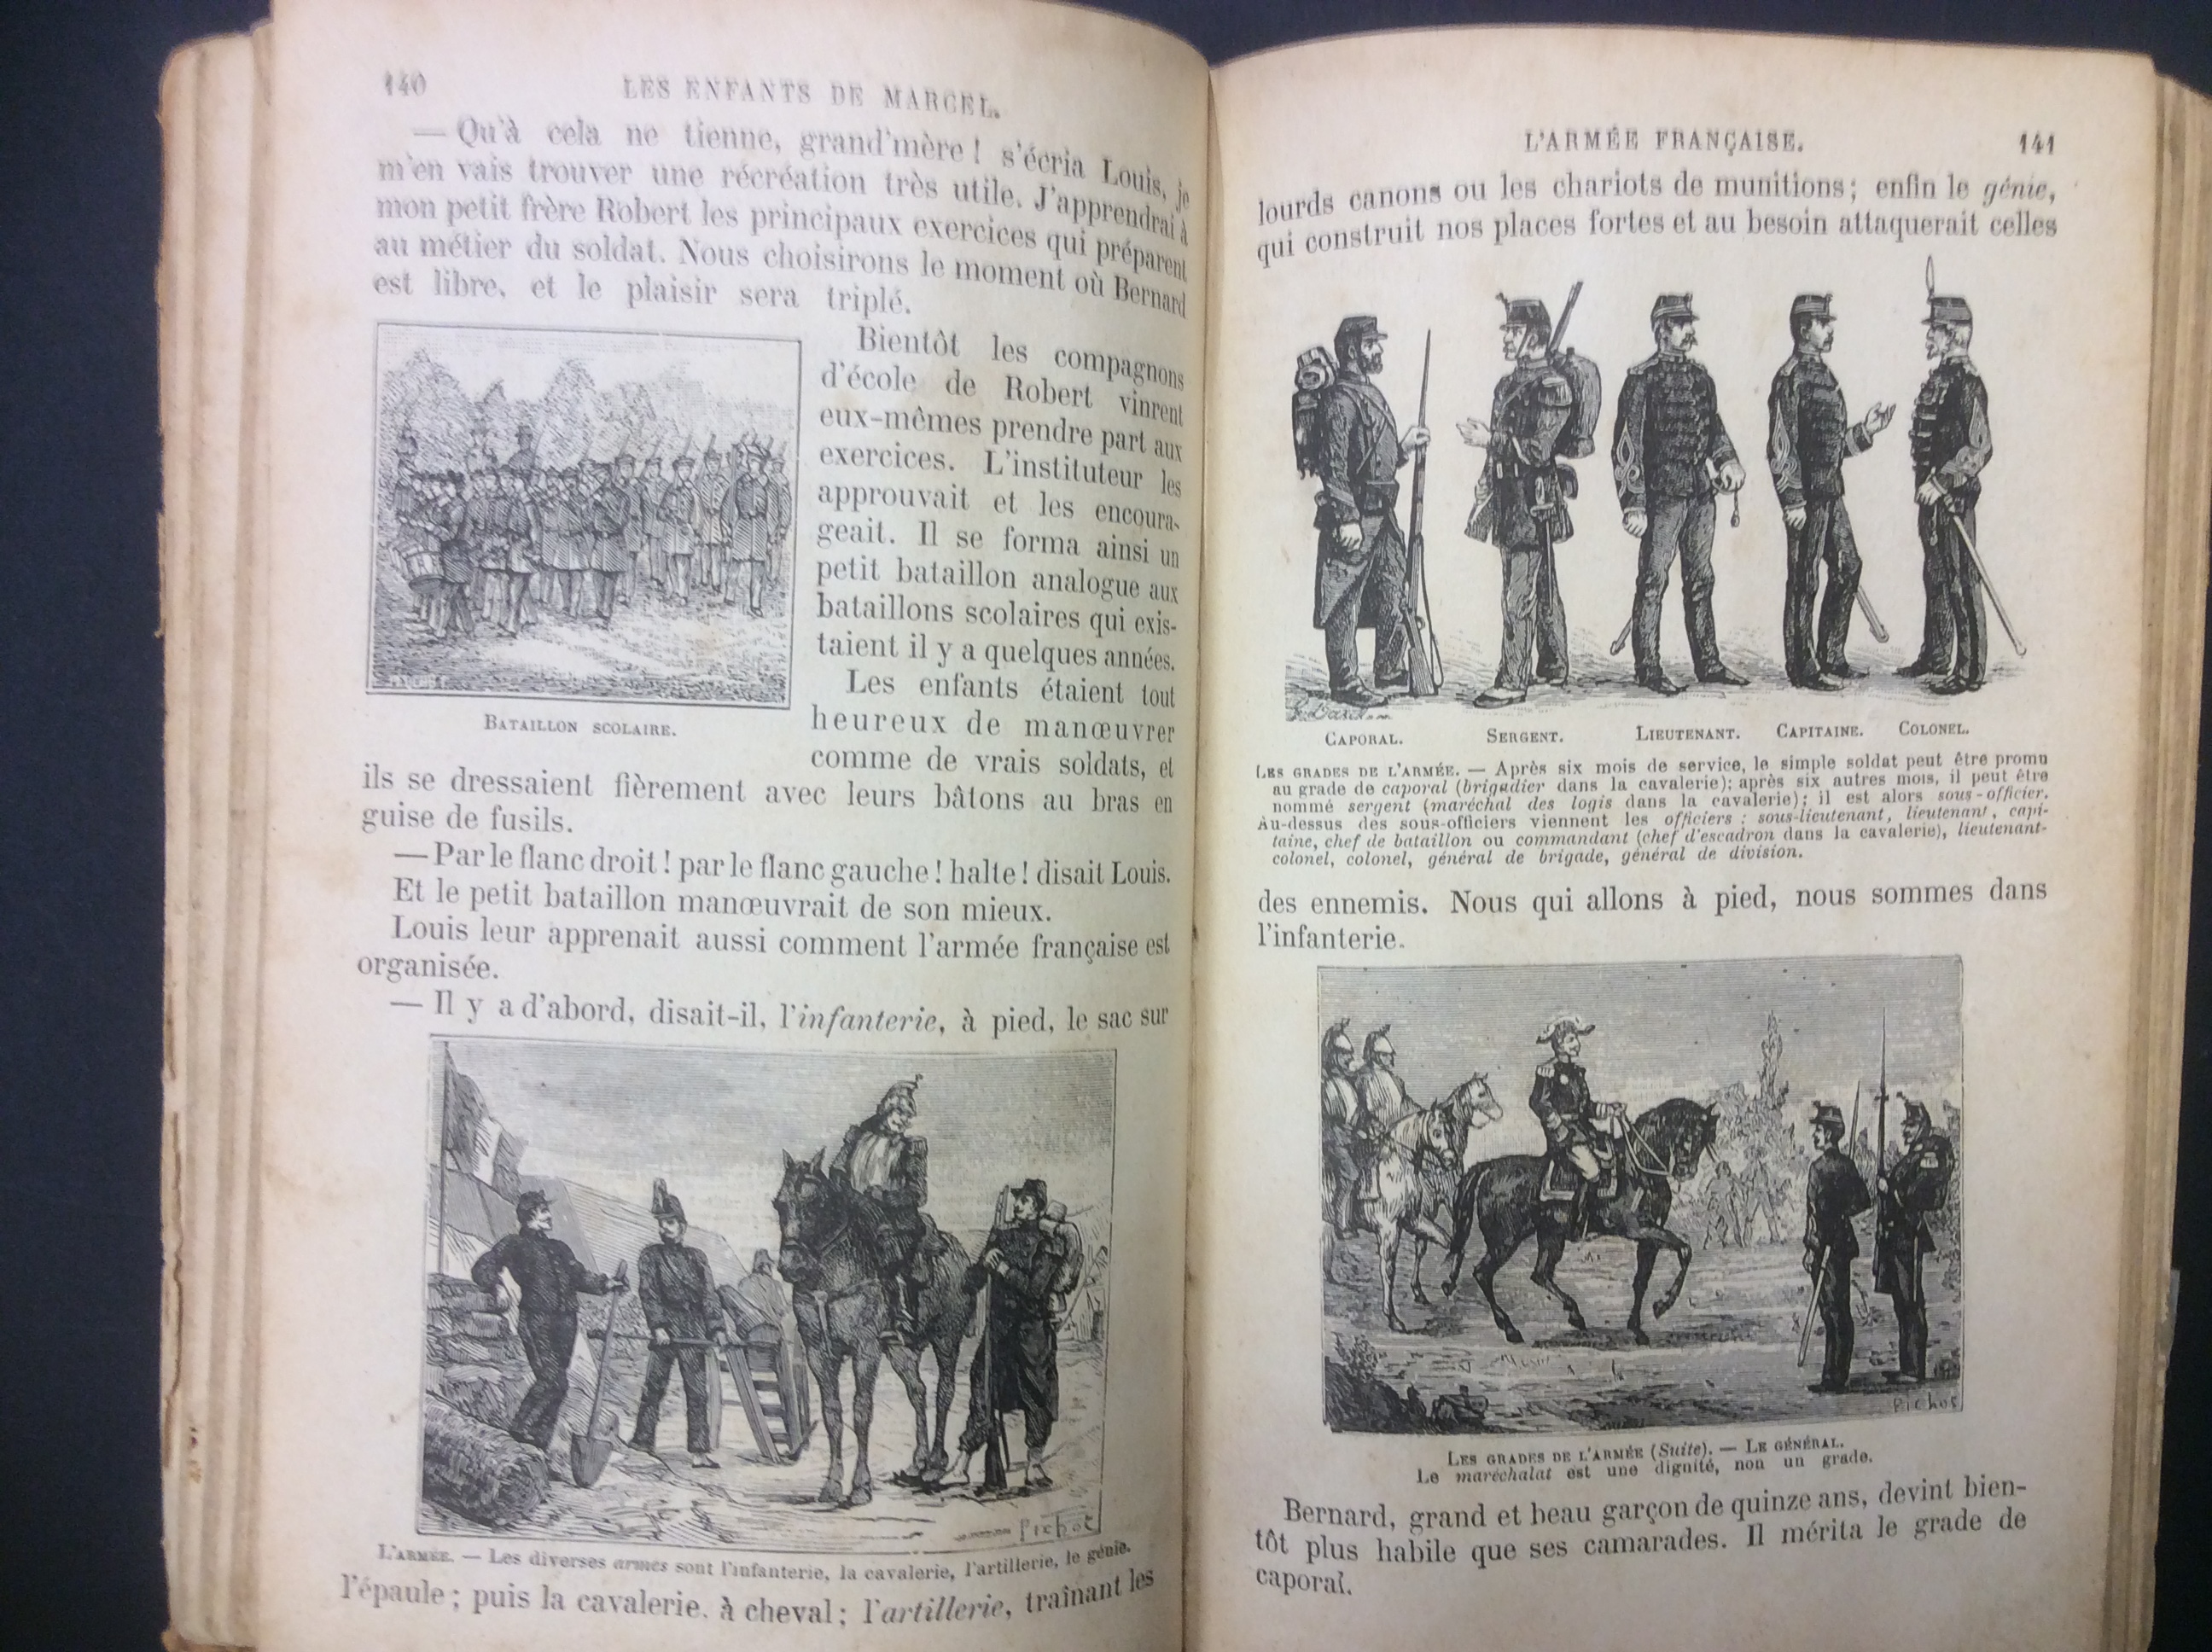 140
LES ENFANTS DE MARCEL.
— Qu'à cela ne tienne, grand'mère ! s'écria Louis, je
m'en vais trouver une récréation très utile. J'apprendrai à
mon petit frère Robert les principaux exercices qui préparent
au métier du soldat. Nous choisirons le moment où Bernard
est libre, et le plaisir sera triplé.
Bientôt les compagnons
d'école de Robert vinrent
eux-mêmes prendre part aux
exercices. L'instituteur les
approuvait et les encoura-
geait. Il se forma ainsi un
petit bataillon analogue aux
bataillons scolaires qui exis-
taient il y a quelques années.
Les enfants étaient tout
heureux de manœuvrer
comme de vrais soldats, et
BATAILLON SCOLAIRE.
ils se dressaient fièrement avec leurs bâtons au bras en
guise de fusils.
— Par le flanc droit ! par le flanc gauche ! halte ! disait Louis.
Et le petit bataillon manœuvrait de son mieux.
Louis leur apprenait aussi comment l'armée française est
organisée.
— Il y a d'abord, disait-il, l'infanterie, à pied, le sac sur
Pichot
L'ARMÉE. — Les diverses armes sont l'infanterie, la cavalerie, l'artillerie, le génie.
l'épaule ; puis la cavalerie, à cheval ; l'artillerie, traînant les
L'ARMÉE FRANÇAISE.
141
lourds canons ou les chariots de munitions ; enfin le génie,
qui construit nos places fortes et au besoin attaquerait celles
CAPORAL. SERGENT. LIEUTENANT. CAPITAINE. COLONEL.
LES GRADES DE L'ARMÉE. — Après six mois de service, le simple soldat peut être promu
au grade de caporal (brigadier dans la cavalerie); après six autres mois, il peut être
nommé sergent (maréchal des logis dans la cavalerie); il est alors sous-officier.
Au-dessus des sous-officiers viennent les officiers : sous-lieutenant, lieutenant, capi-
taine, chef de bataillon ou commandant (chef d'escadron dans la cavalerie), lieutenant-
colonel, colonel, général de brigade, général de division.
des ennemis. Nous qui allons à pied, nous sommes dans
l'infanterie.
Pichot
LES GRADES DE L'ARMÉE (Suite). — LE GÉNÉRAL.
Le maréchalat est une dignité, non un grade.
Bernard, grand et beau garçon de quinze ans, devint bien-
tôt plus habile que ses camarades. Il mérita le grade de
caporal.